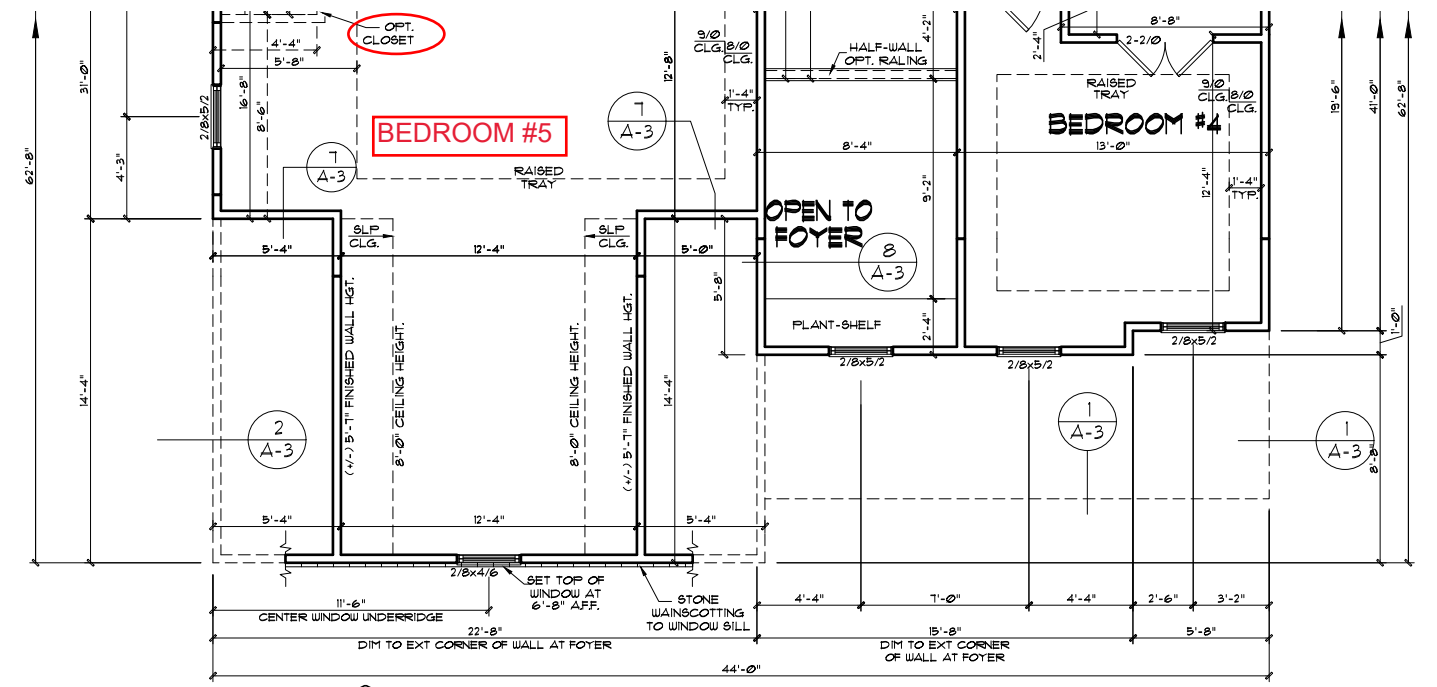 OPT.
CLOSET
4'-4"
5'-8"
9/0
CLG.
8/0
CLG.
4'-2"
HALF-WALL
OPT. RALING
2'-4"
8'-8"
2-2/0
31'-0"
16'-8"
8'-6"
2/8x5/2
12'-8"
1'-4"
TYP.
7
A-3
BEDROOM #5
RAISED
TRAY
9/0
CLG.
8/0
CLG.
BEDROOM #4
19'-6"
41'-0"
62'-8"
62'-8"
4'-3"
7
A-3
RAISED
TRAY
8'-4"
13'-0"
9'-2"
12'-4"
1'-4"
TYP.
OPEN TO
FOYER
SLP
CLG.
SLP
CLG.
5'-4"
12'-4"
5'-0"
8
A-3
5'-8"
PLANT-SHELF
2'-4"
1'-0"
2/8x5/2
2/8x5/2
2/8x5/2
(+/-) 5'-7" FINISHED WALL HGT.
8'-0" CEILING HEIGHT.
8'-0" CEILING HEIGHT.
(+/-) 5'-7" FINISHED WALL HGT.
14'-4"
14'-4"
2
A-3
1
A-3
1
A-3
8'-8"
5'-4"
12'-4"
5'-4"
2/8x4/6
SET TOP OF
WINDOW AT
6'-8" A.F.F.
STONE
WAINSCOTTING
TO WINDOW SILL
11'-6"
CENTER WINDOW UNDERRIDGE
4'-4"
7'-0"
4'-4"
2'-6"
3'-2"
22'-8"
DIM TO EXT CORNER OF WALL AT FOYER
15'-8"
DIM TO EXT CORNER
OF WALL AT FOYER
5'-8"
44'-0"